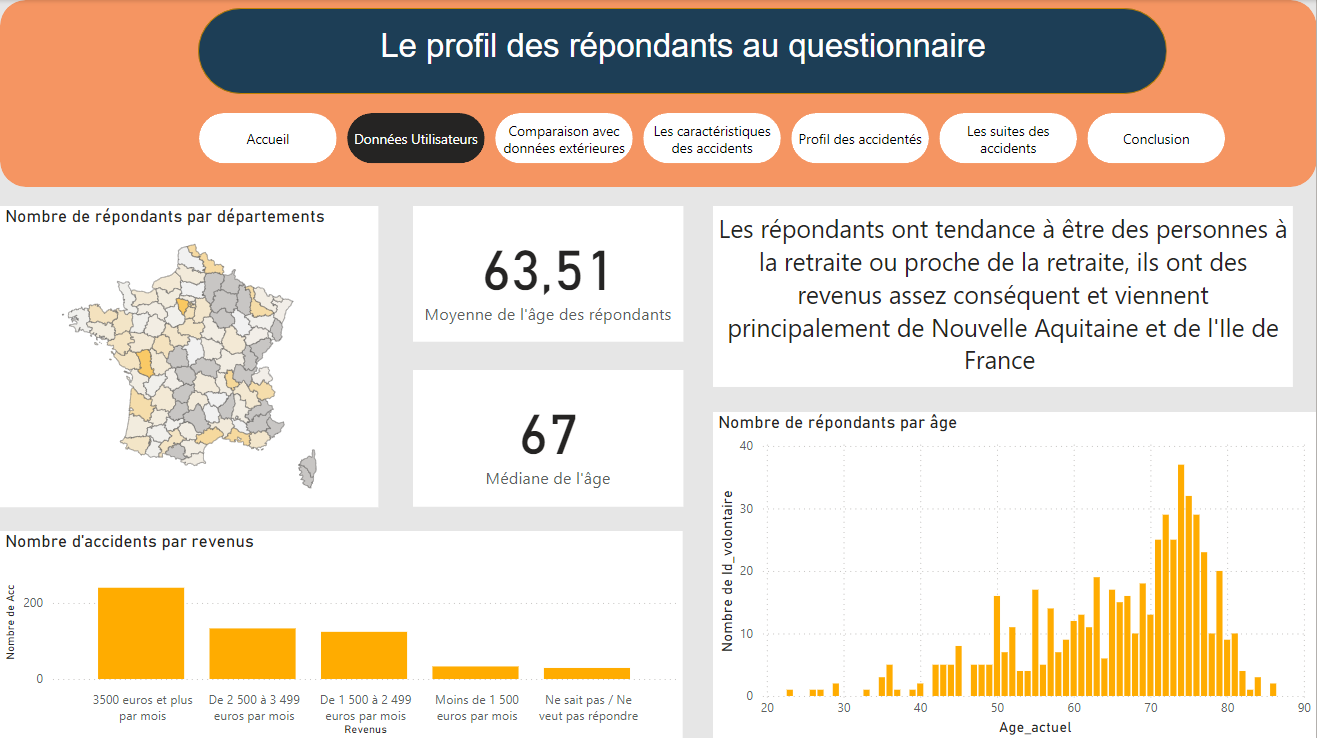 Le profil des répondants au questionnaire
Accueil
Données Utilisateurs
Comparaison avec
données extérieures
Les caractéristiques
des accidents
Profil des accidentés
Les suites des
accidents
Conclusion
Nombre de répondants par départements
63,51
Moyenne de l'âge des répondants
67
Médiane de l'âge
Les répondants ont tendance à être des personnes à
la retraite ou proche de la retraite, ils ont des
revenus assez conséquent et viennent
principalement de Nouvelle Aquitaine et de l'Ile de
France
Nombre d'accidents par revenus
Nombre de Acc
200
0
3500 euros et plus
par mois
De 2 500 à 3 499
euros par mois
De 1 500 à 2 499
euros par mois
Moins de 1 500
euros par mois
Ne sait pas / Ne
veut pas répondre
Revenus
Nombre de répondants par âge
Nombre de Id_volontaire
40
30
20
10
0
20 30 40 50 60 70 80 90
Age_actuel